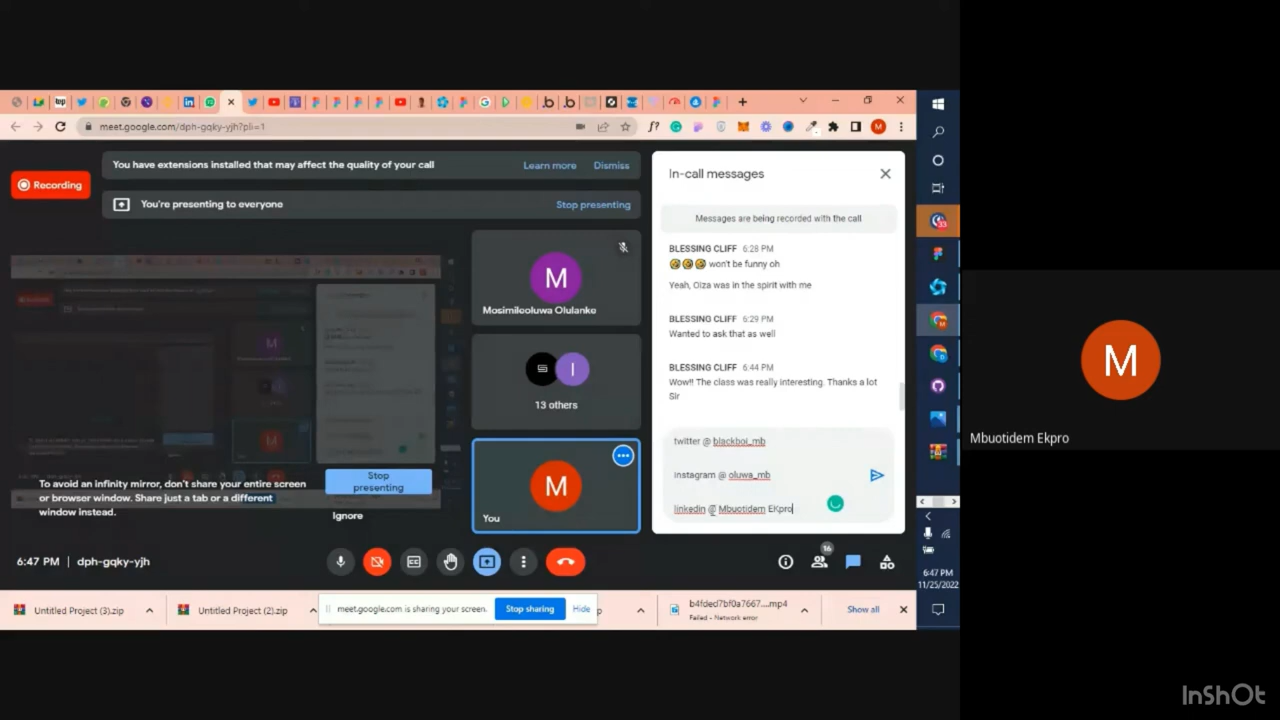 meet.google.com/dph-gqky-yjh?pli=1
You have extensions installed that may affect the quality of your call
Learn more
Dismiss
Recording
You're presenting to everyone
Stop presenting
In-call messages
Messages are being recorded with the call
BLESSING CLIFF 6:28 PM
🤣🤣🤣 won't be funny oh
Yeah, Oiza was in the spirit with me
BLESSING CLIFF 6:29 PM
Wanted to ask that as well
BLESSING CLIFF 6:44 PM
Wow!! The class was really interesting. Thanks a lot
Sir
twitter @ blackboi_mb
instagram @ oluwa_mb
linkedin @ Mbuotidem EKpro
M
Mosimileoluwa Olulanke
I
13 others
M
You
To avoid an infinity mirror, don't share your entire screen
or browser window. Share just a tab or a different
window instead.
Stop
presenting
Ignore
6:47 PM | dph-gqky-yjh
16
Untitled Project (3).zip
Untitled Project (2).zip
meet.google.com is sharing your screen.
Stop sharing
Hide
p
b4fded7bf0a7667....mp4
Failed - Network error
Show all
6:47 PM
11/25/2022
M
Mbuotidem Ekpro
InShOt